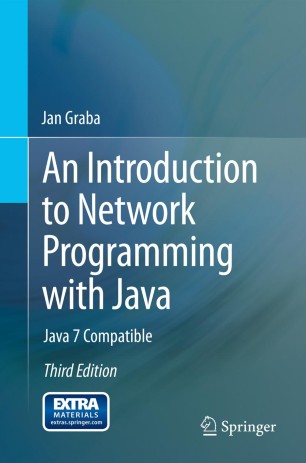 Jan Graba
An Introduction
to Network
Programming
with Java
Java 7 Compatible
Third Edition
EXTRA
MATERIALS
extras.springer.com
Springer